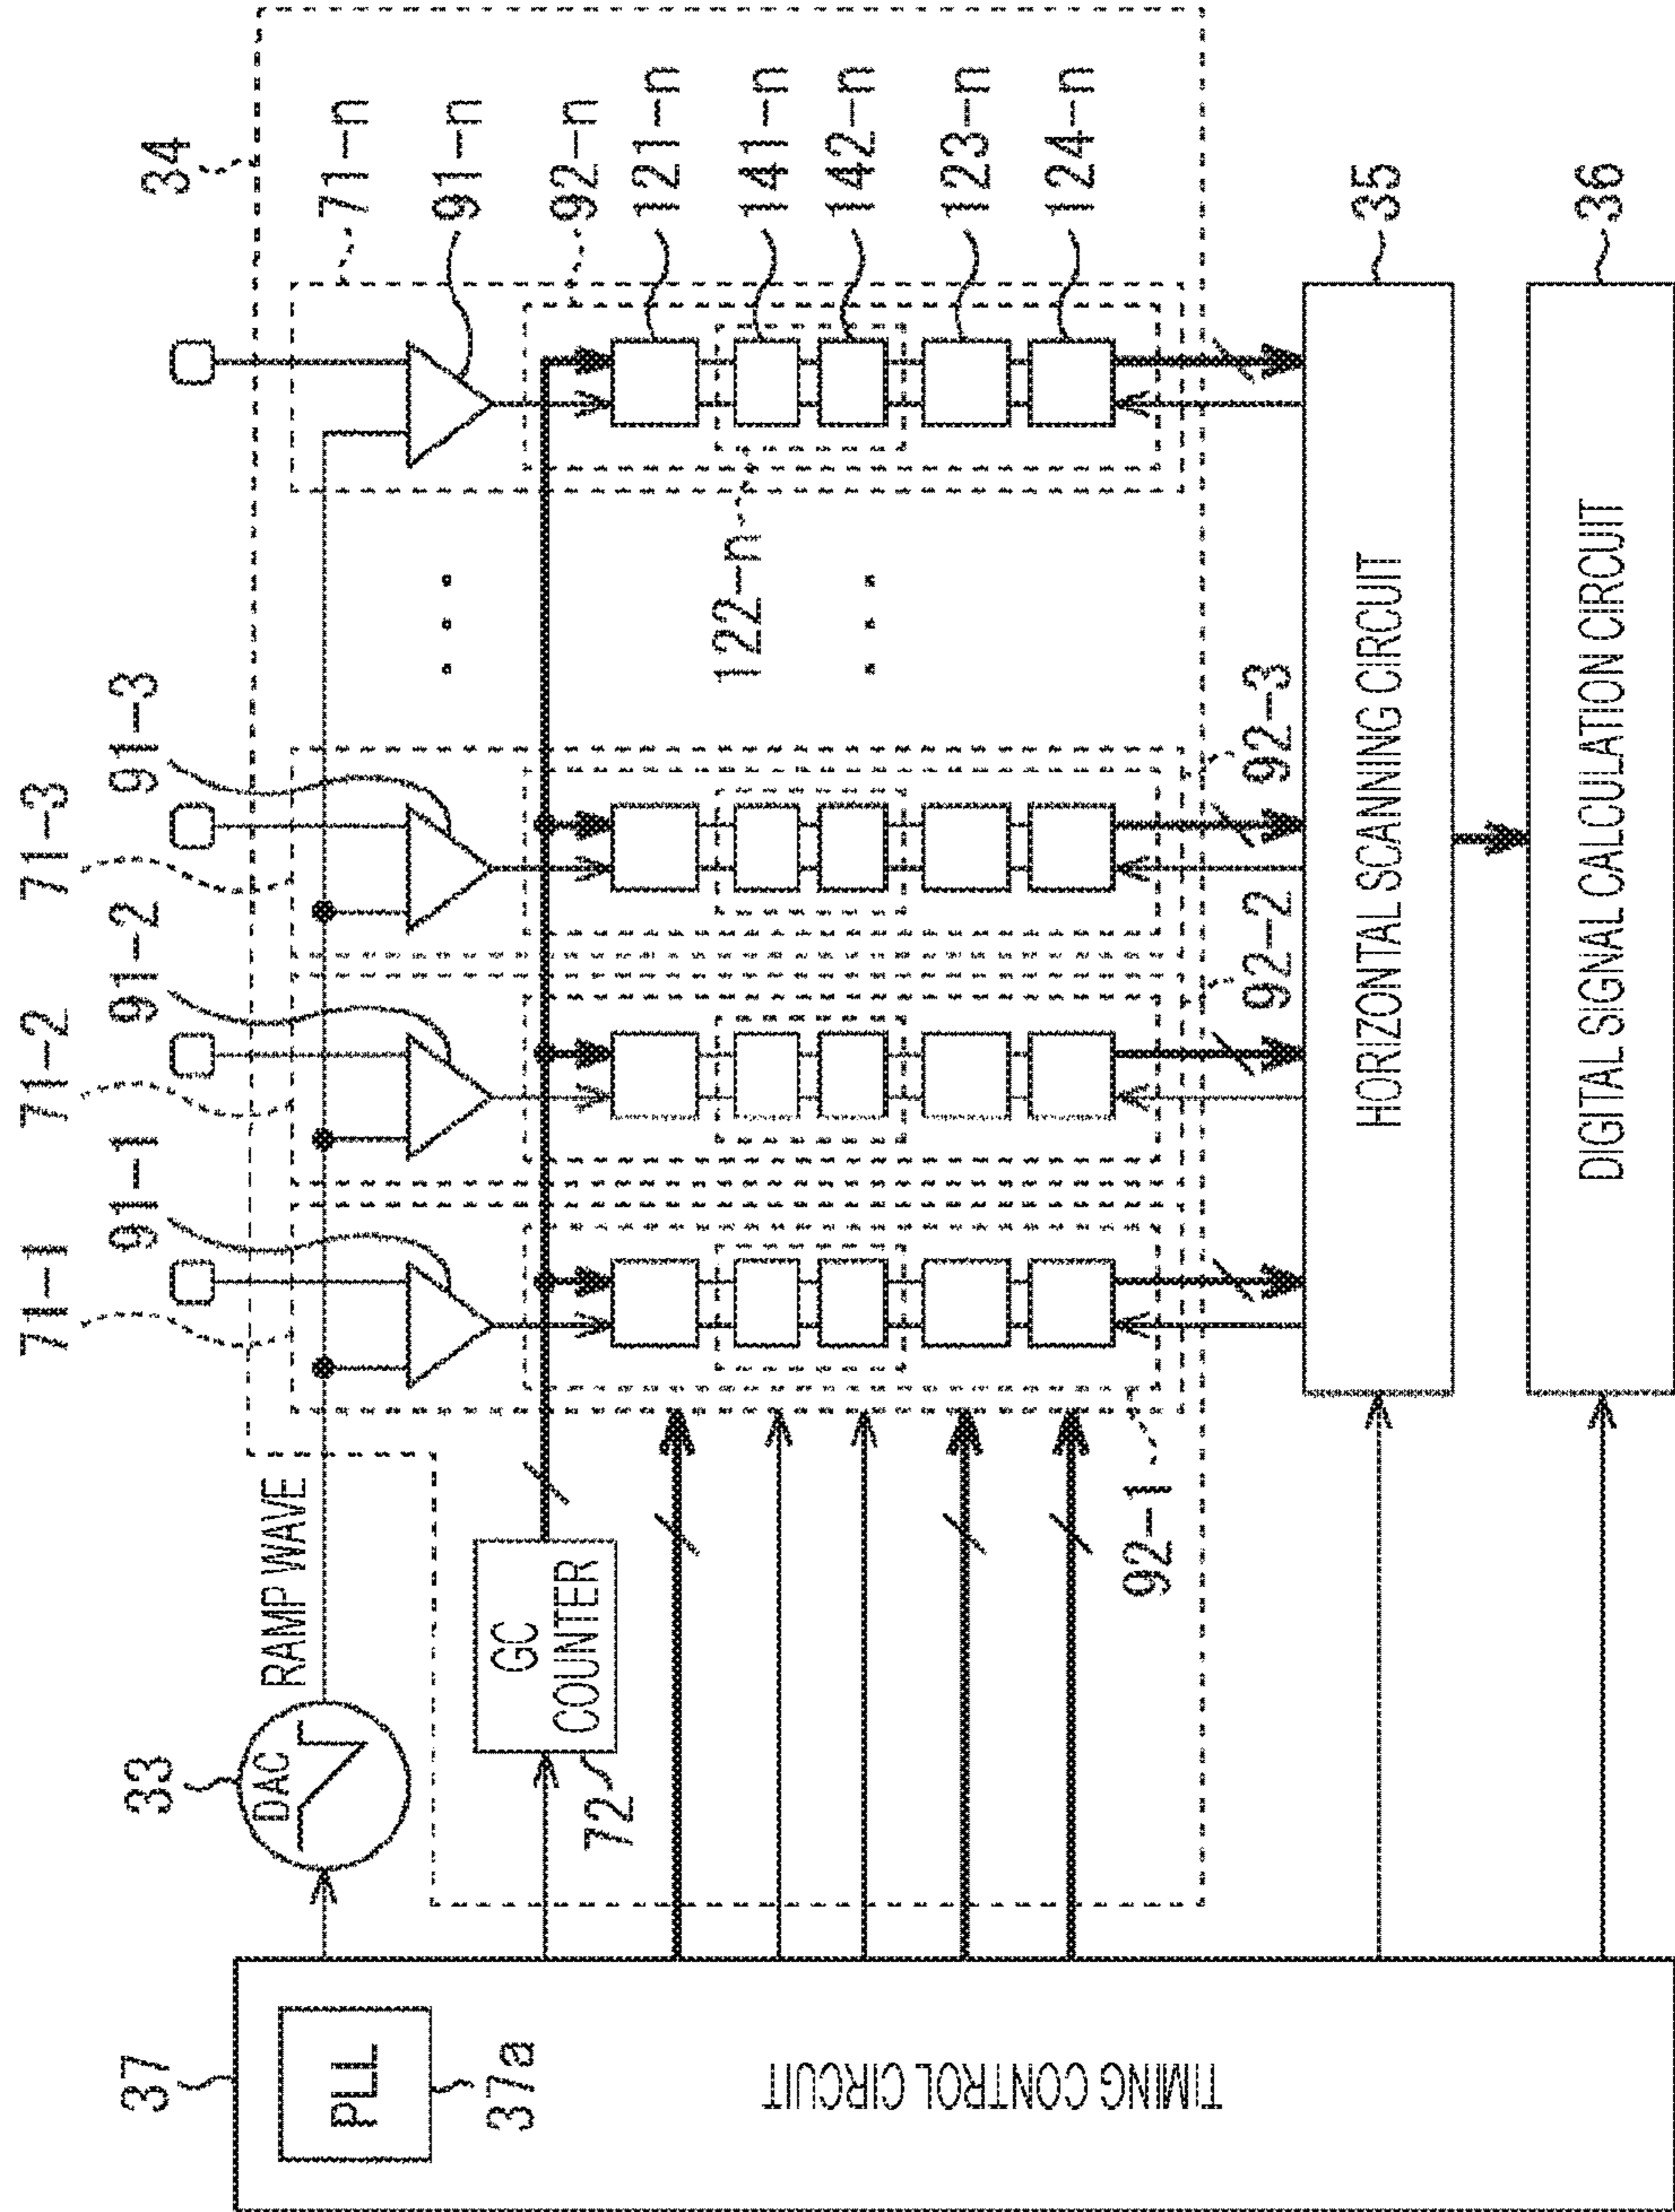 71-1
71-2
71-3
91-1
91-2
91-3
34
33
37
DAC
RAMP WAVE
PLL
37a
GC
COUNTER
72
71-n
91-n
92-n
121-n
141-n
142-n
122-n
123-n
124-n
92-1
92-2
92-3
TIMING CONTROL CIRCUIT
HORIZONTAL SCANNING CIRCUIT
35
DIGITAL SIGNAL CALCULATION CIRCUIT
36